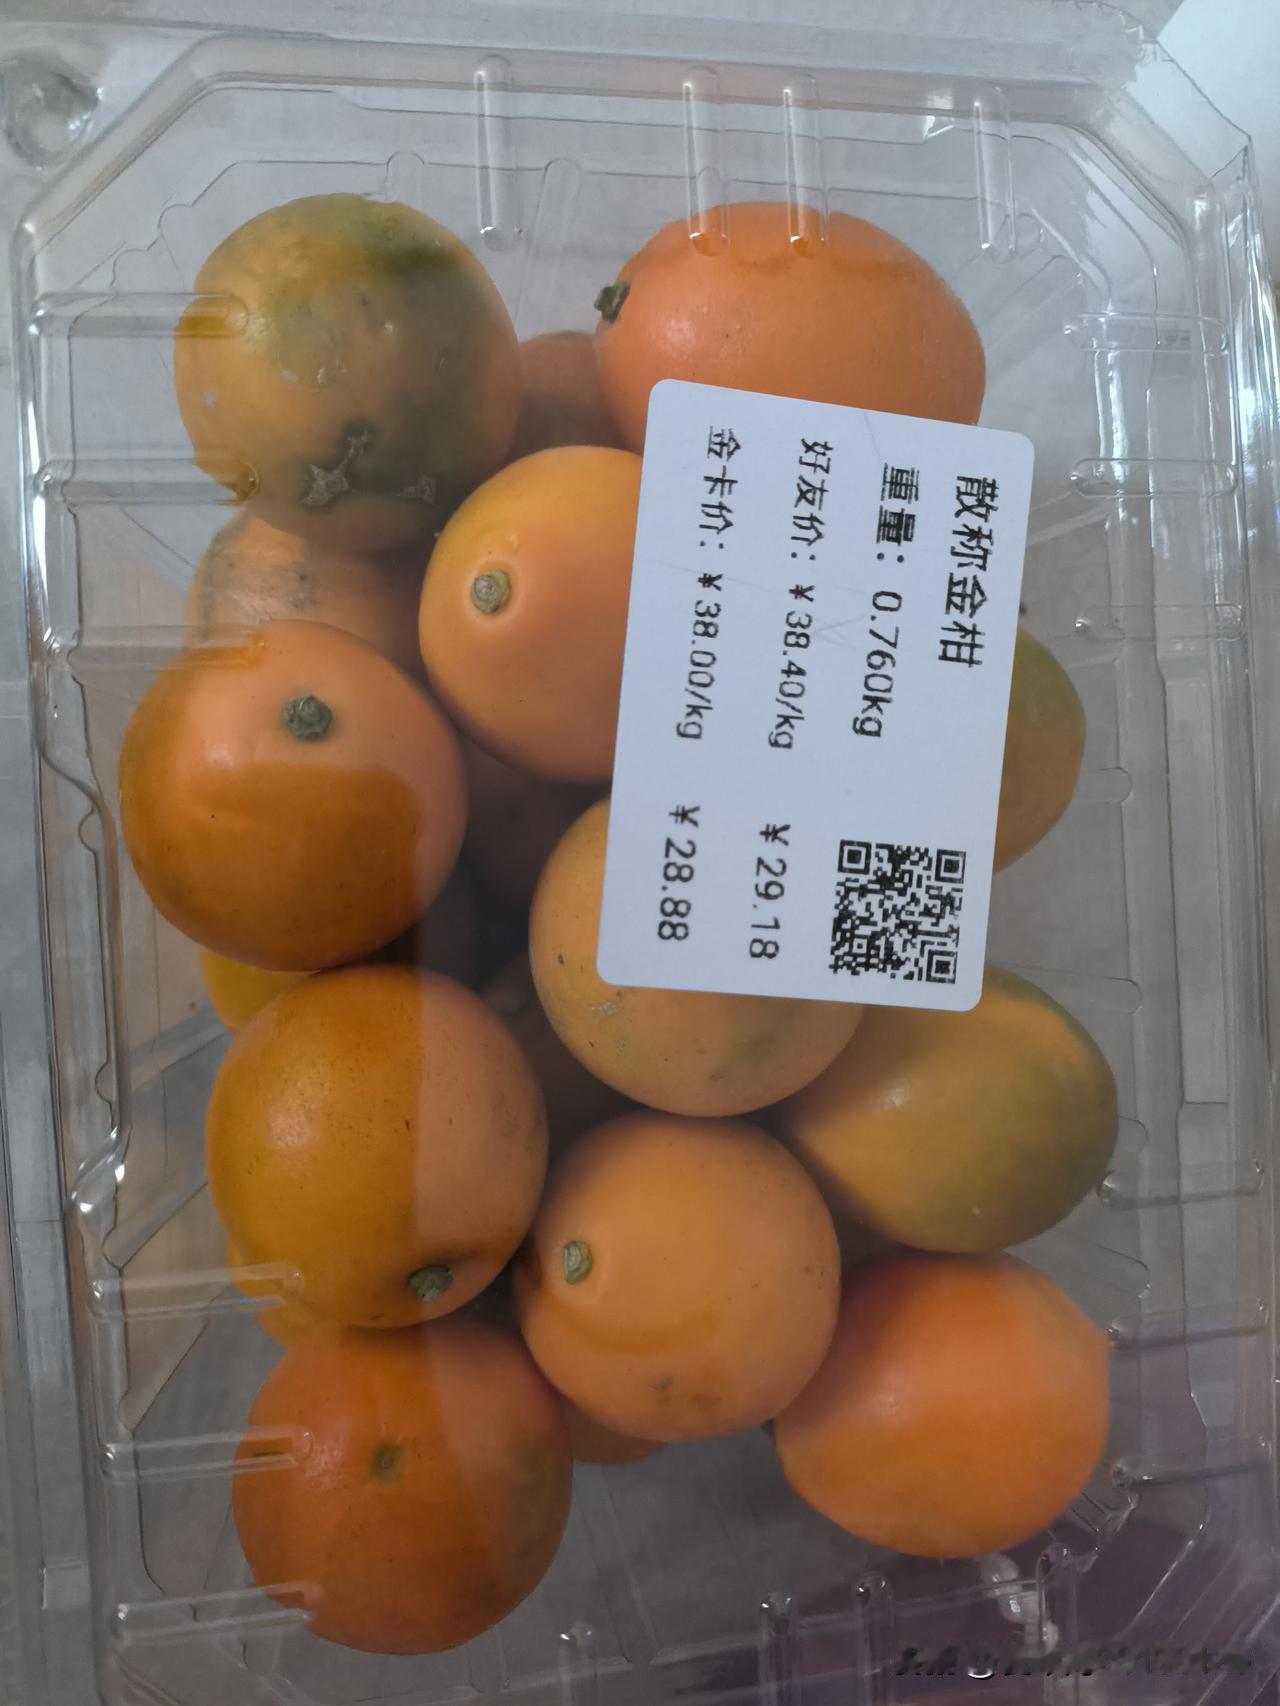 散称金柑
重量：0.760kg
好友价：￥38.40/kg ￥29.18
金卡价：￥38.00/kg ￥28.88